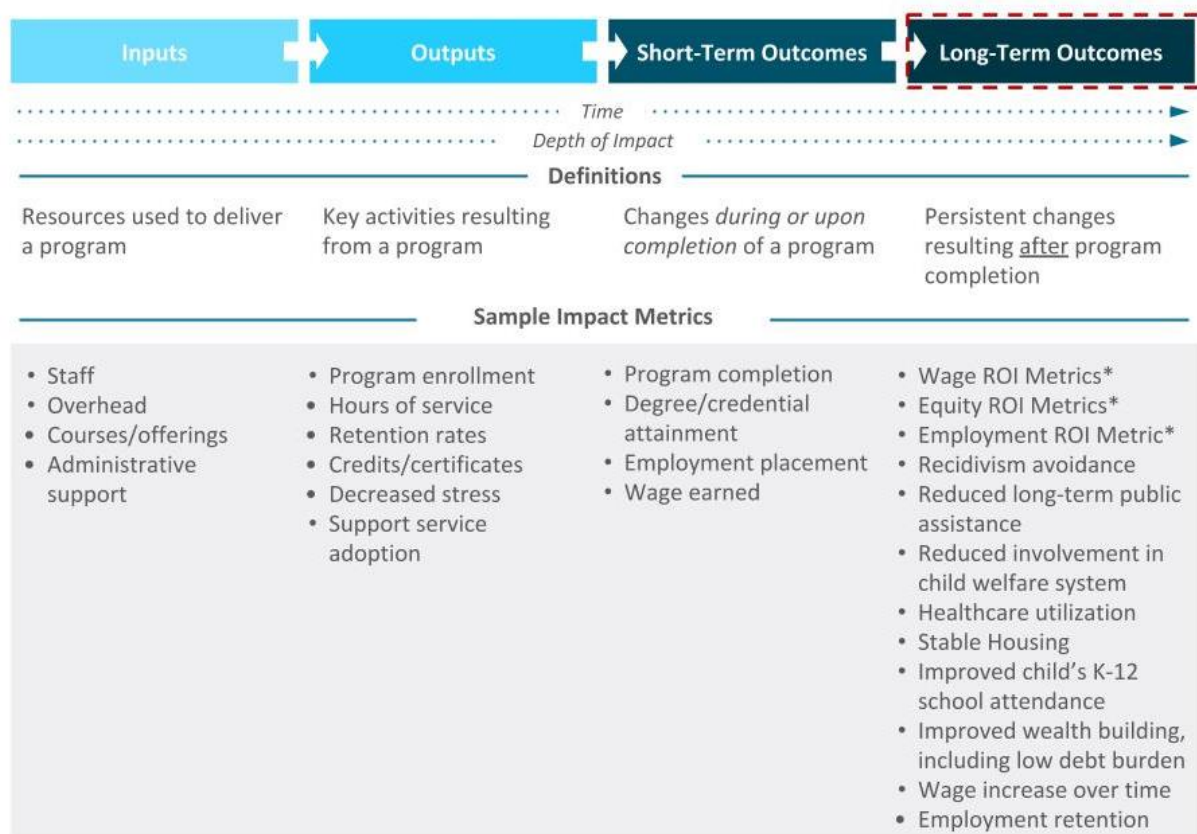 Inputs
Outputs
Short-Term Outcomes
Long-Term Outcomes
Time
Depth of Impact
Definitions
Resources used to deliver
a program
Key activities resulting
from a program
Changes during or upon
completion of a program
Persistent changes
resulting after program
completion
Sample Impact Metrics
• Staff
• Overhead
• Courses/offerings
• Administrative
support
• Program enrollment
• Hours of service
• Retention rates
• Credits/certificates
• Decreased stress
• Support service
adoption
• Program completion
• Degree/credential
attainment
• Employment placement
• Wage earned
• Wage ROI Metrics*
• Equity ROI Metrics*
• Employment ROI Metric*
• Recidivism avoidance
• Reduced long-term public
assistance
• Reduced involvement in
child welfare system
• Healthcare utilization
• Stable Housing
• Improved child's K-12
school attendance
• Improved wealth building,
including low debt burden
• Wage increase over time
• Employment retention